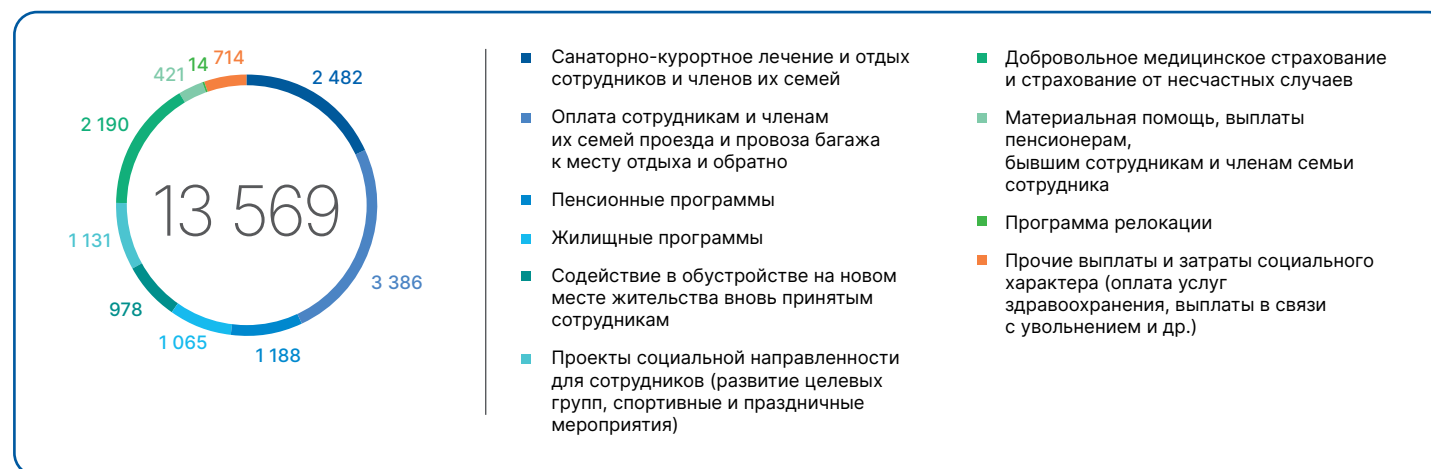 714
14
421
2 482
2 190
13 569
1 131
3 386
978
1 065
1 188
Санаторно-курортное лечение и отдых
сотрудников и членов их семей
Оплата сотрудникам и членам
их семей проезда и провоза багажа
к месту отдыха и обратно
Пенсионные программы
Жилищные программы
Содействие в обустройстве на новом
месте жительства вновь принятым
сотрудникам
Проекты социальной направленности
для сотрудников (развитие целевых
групп, спортивные и праздничные
мероприятия)
Добровольное медицинское страхование
и страхование от несчастных случаев
Материальная помощь, выплаты
пенсионерам,
бывшим сотрудникам и членам семьи
сотрудника
Программа релокации
Прочие выплаты и затраты социального
характера (оплата услуг
здравоохранения, выплаты в связи
с увольнением и др.)